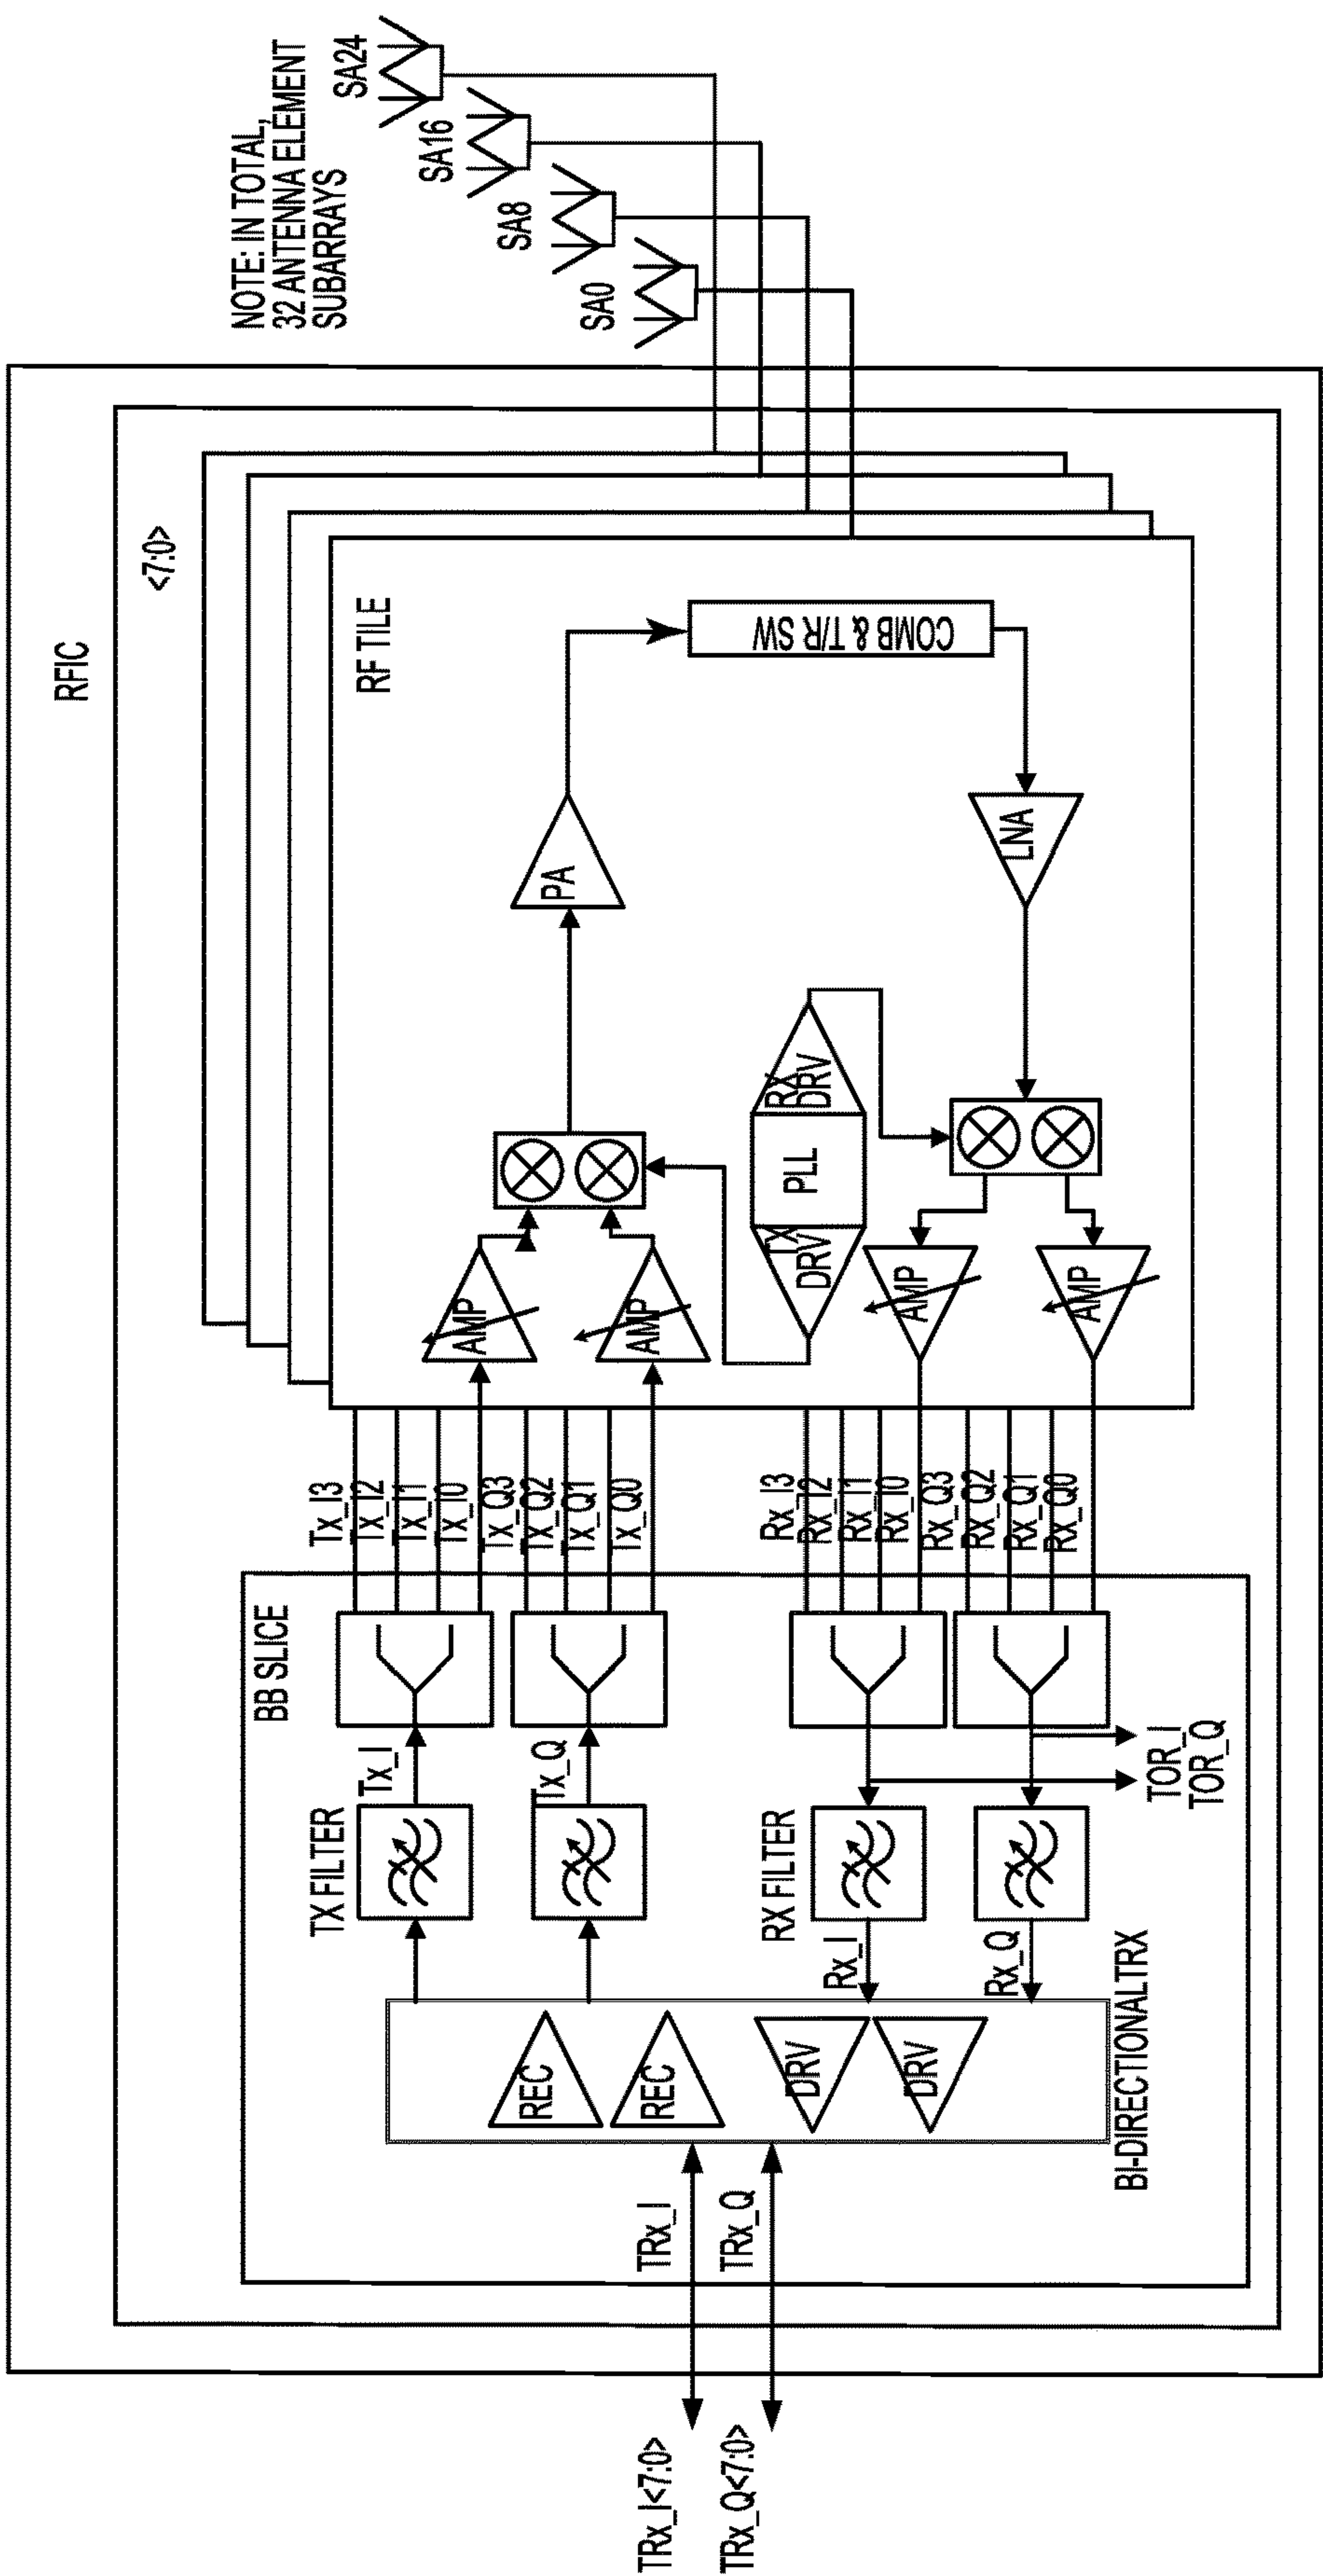 NOTE: IN TOTAL,
32 ANTENNA ELEMENT
SUBARRAYS
SA24
SA16
SA8
SA0
RFIC
<7:0>
RF TILE
BB SLICE
TX FILTER
Tx_I
Tx_Q
Tx_I3
Tx_I2
Tx_I1
Tx_I0
Tx_Q3
Tx_Q2
Tx_Q1
Tx_Q0
AMP
AMP
PA
COMB & T/R SW
TX
DRV
PLL
RX
DRV
LNA
AMP
AMP
Rx_I3
Rx_I2
Rx_I1
Rx_I0
Rx_Q3
Rx_Q2
Rx_Q1
Rx_Q0
RX FILTER
Rx_I
Rx_Q
TOR_I
TOR_Q
REC
REC
DRV
DRV
BI-DIRECTIONALTRX
TRx_I
TRx_Q
TRx_I<7:0>
TRx_Q<7:0>